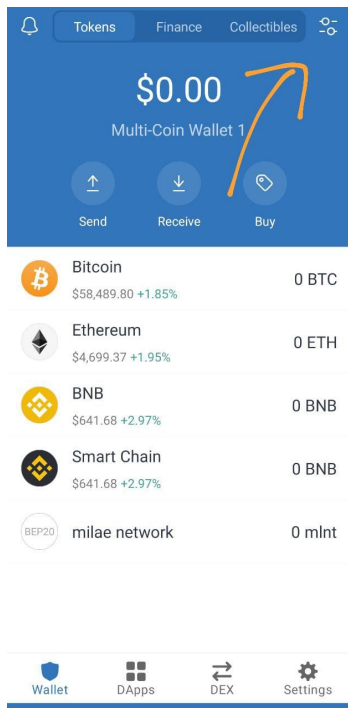 Tokens Finance Collectibles
$0.00
Multi-Coin Wallet 1
Send Receive Buy
Bitcoin
0 BTC
$58,489.80 +1.85%
Ethereum
0 ETH
$4,699.37 +1.95%
BNB
0 BNB
$641.68 +2.97%
Smart Chain
0 BNB
$641.68 +2.97%
BEP20 milae network 0 mlnt
Wallet DApps DEX Settings